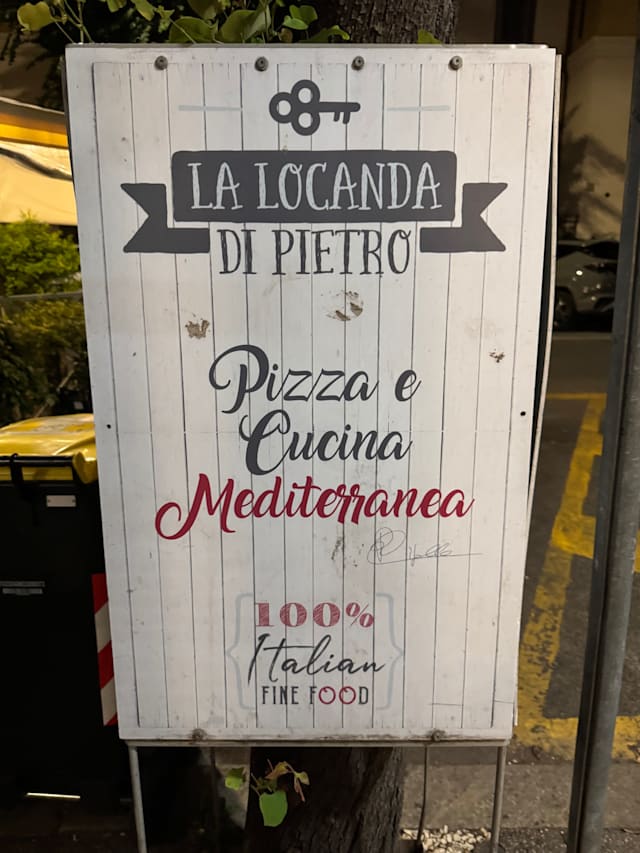 LA LOCANDA
DI PIETRO
Pizza e
Cucina
Mediterranea
100%
Italian
FINE FOOD